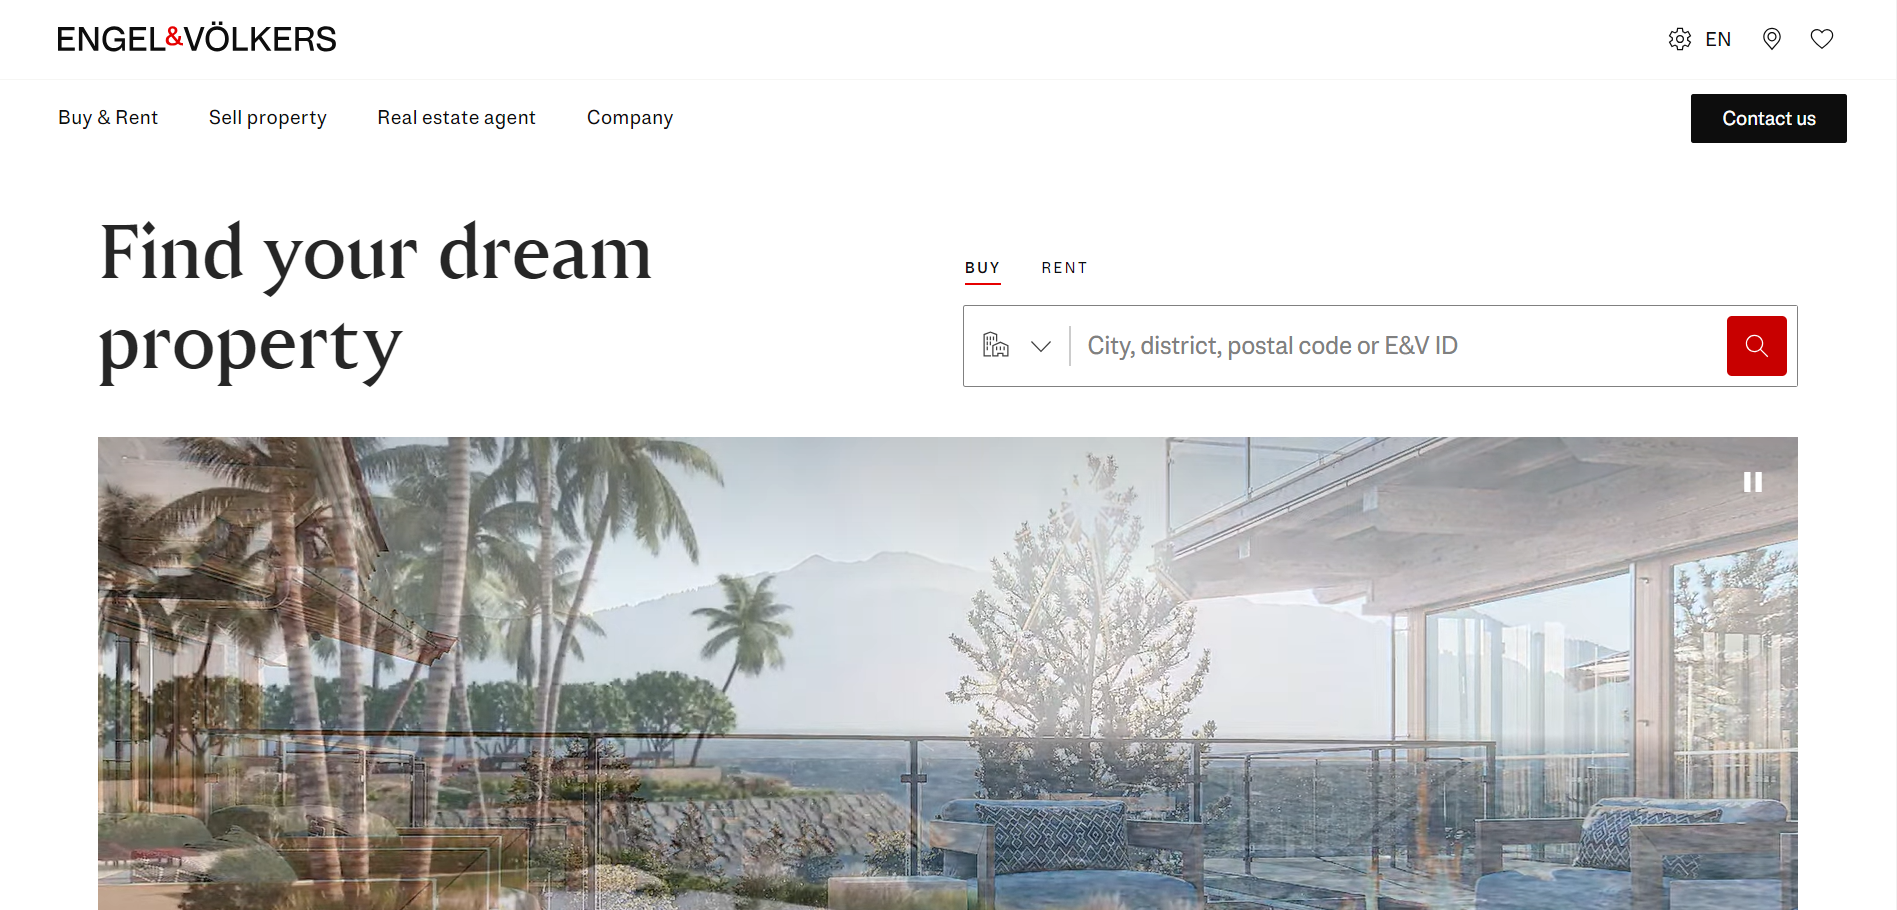 ENGEL&VÖLKERS
EN
Buy & Rent
Sell property
Real estate agent
Company
Contact us
Find your dream
property
BUY
RENT
City, district, postal code or E&V ID